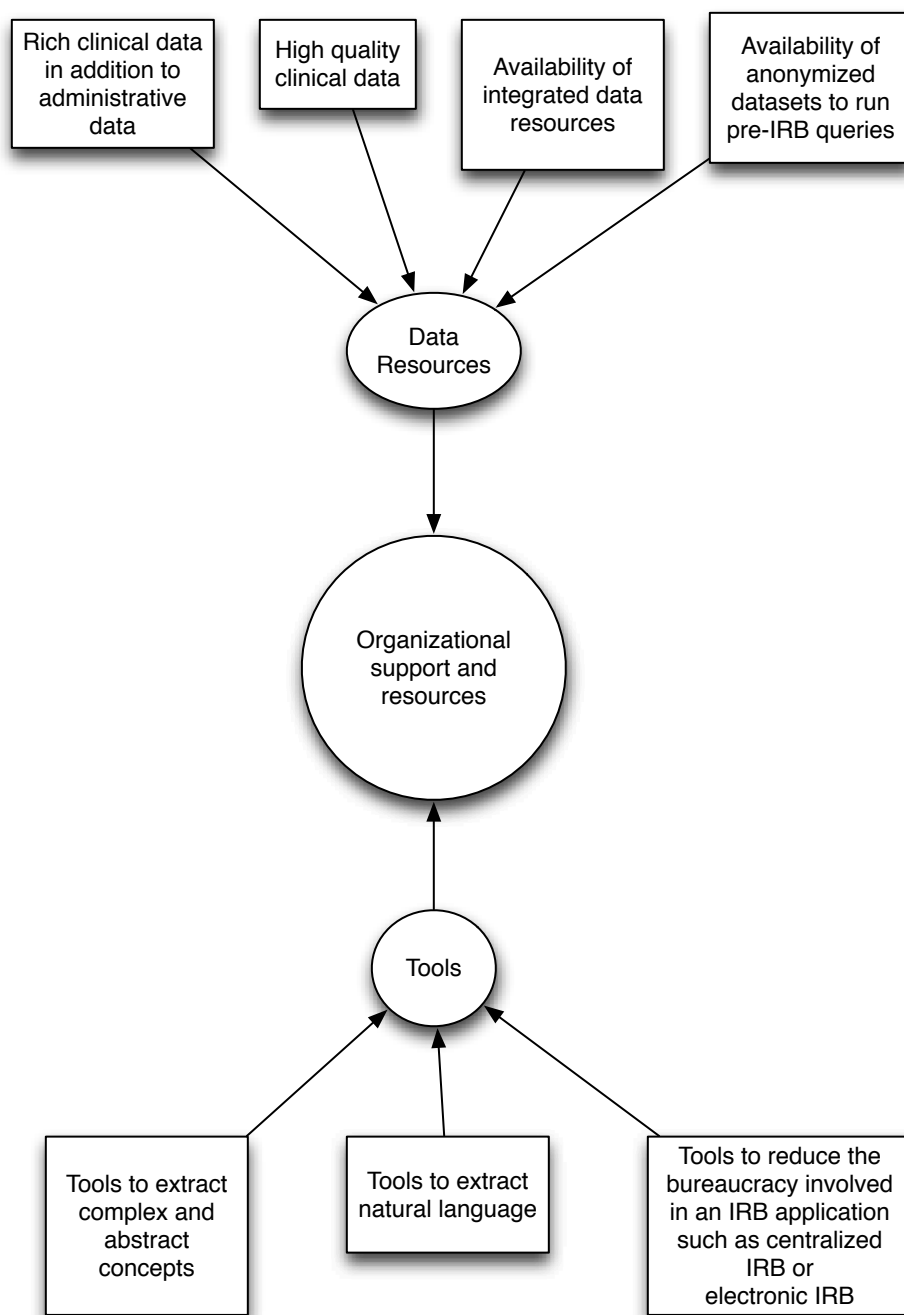 Rich clinical data
in addition to
administrative
data
High quality
clinical data
Availability of
integrated data
resources
Availability of
anonymized
datasets to run
pre-IRB queries
Data
Resources
Organizational
support and
resources
Tools
Tools to extract
complex and
abstract
concepts
Tools to extract
natural language
Tools to reduce the
bureaucracy involved
in an IRB application
such as centralized
IRB or
electronic IRB